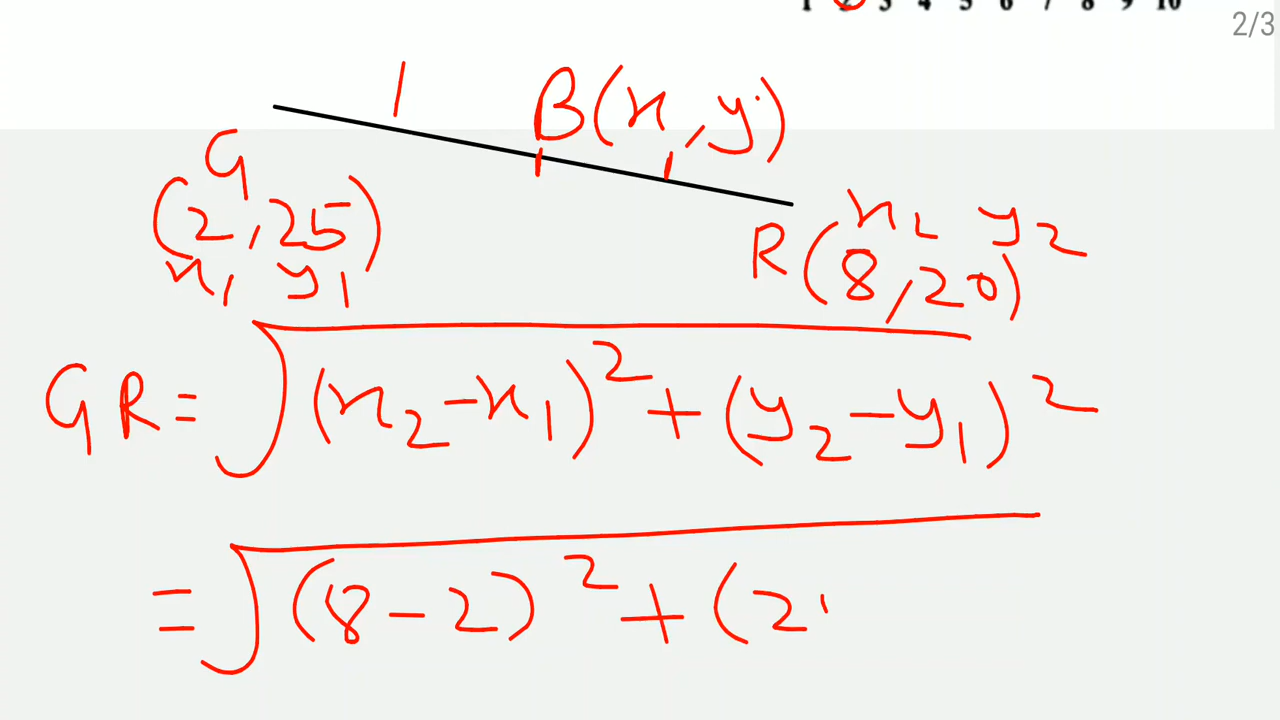 1 2 3 4 5 6 7 8 9 10
2/3
B(x,y)
G
(2,25)
x₁ y₁
x₂ y₂
R(8,20)
GR=√(x₂-x₁)²+(y₂-y₁)²
=√(8-2)²+(2